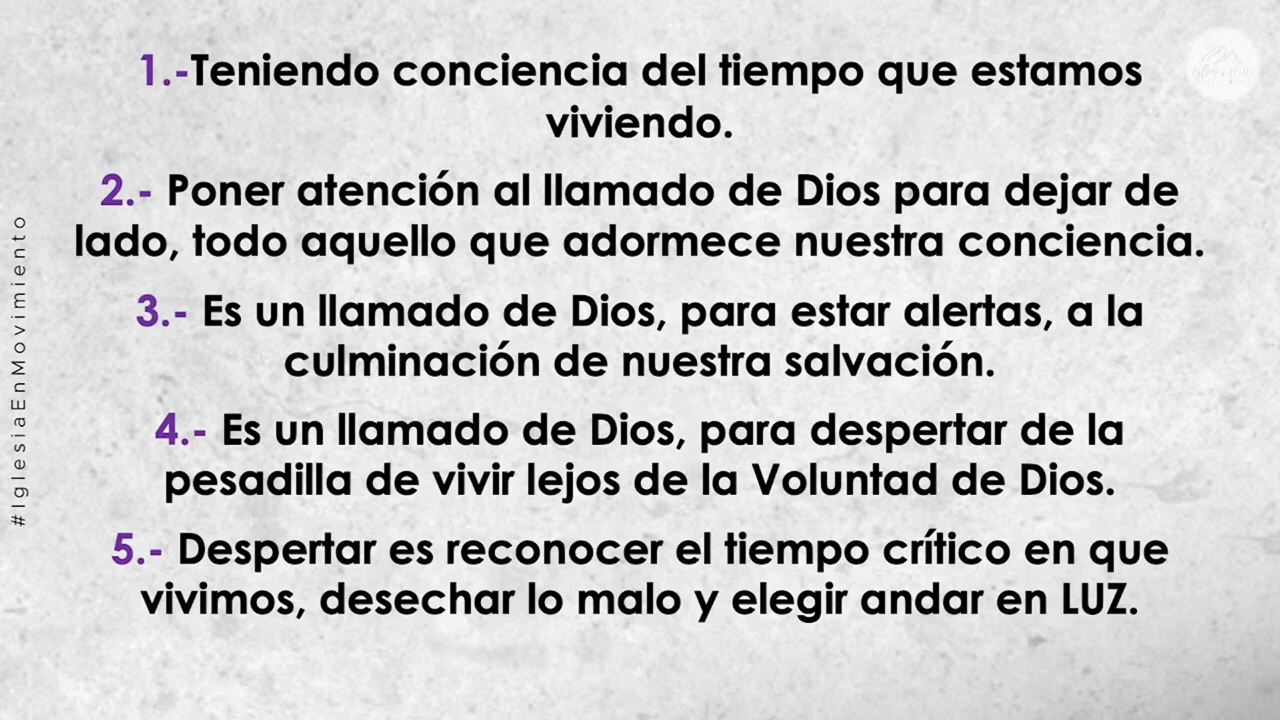 1.-Teniendo conciencia del tiempo que estamos
viviendo.
2.- Poner atención al llamado de Dios para dejar de
lado, todo aquello que adormece nuestra conciencia.
3.- Es un llamado de Dios, para estar alertas, a la
culminación de nuestra salvación.
4.- Es un llamado de Dios, para despertar de la
pesadilla de vivir lejos de la Voluntad de Dios.
5.- Despertar es reconocer el tiempo crítico en que
vivimos, desechar lo malo y elegir andar en LUZ.
#IglesiaEnMovimiento